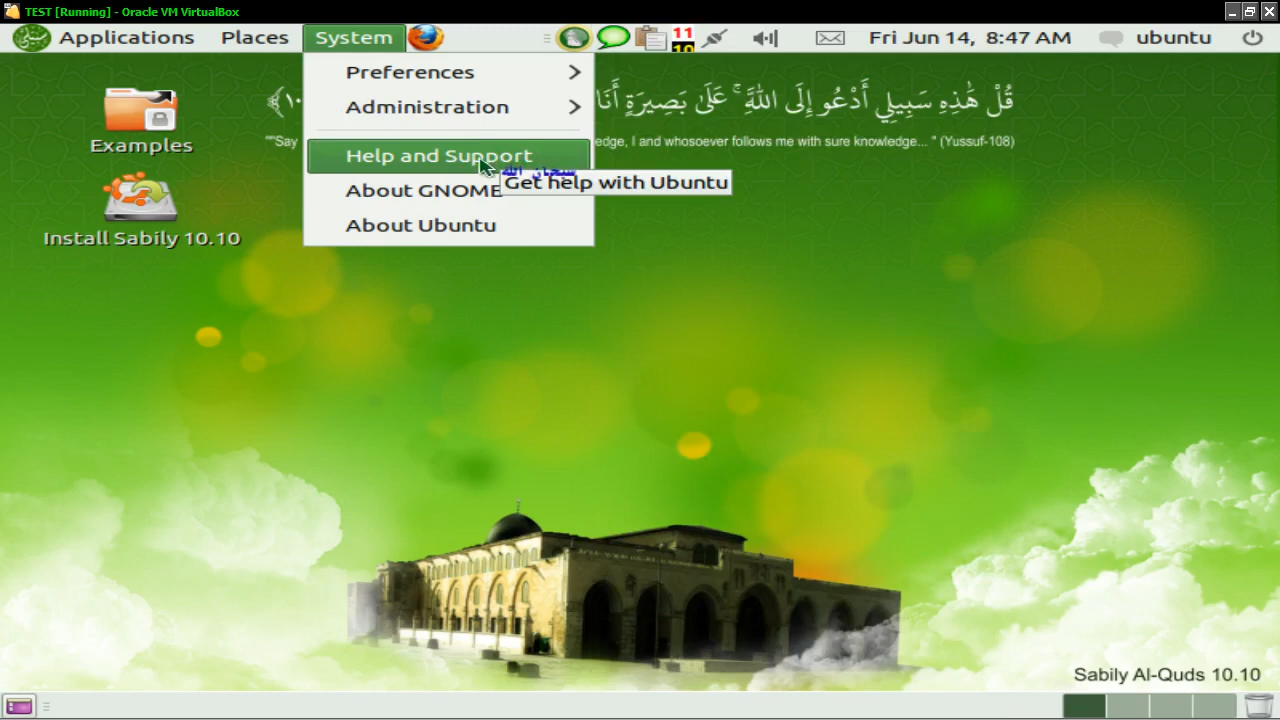 TEST [Running] - Oracle VM VirtualBox
Applications Places System Fri Jun 14, 8:47 AM ubuntu
11
10
Preferences
Administration
Help and Support
About GNOME
About Ubuntu
Get help with Ubuntu
سبحان الله
Examples
Install Sabily 10.10
قُلْ هَٰذِهِ سَبِيلِي أَدْعُو إِلَى اللَّهِ ۚ عَلَىٰ بَصِيرَةٍ أَنَا
""Say
edge, I and whosoever follows me with sure knowledge... " (Yussuf-108)
Sabily Al-Quds 10.10